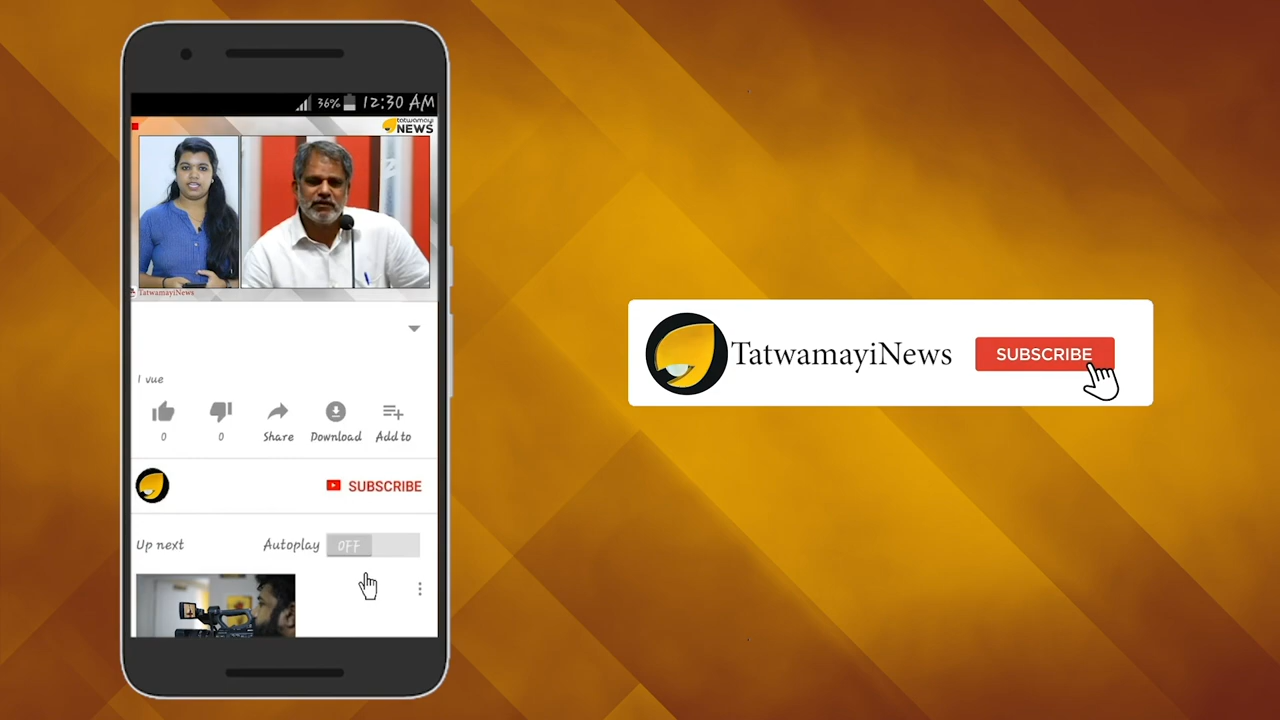 36% 12:30 AM
tatwamayi
NEWS
TatwamayiNews
1 vue
0 0 Share Download Add to
SUBSCRIBE
Up next Autoplay OFF
TatwamayiNews SUBSCRIBE